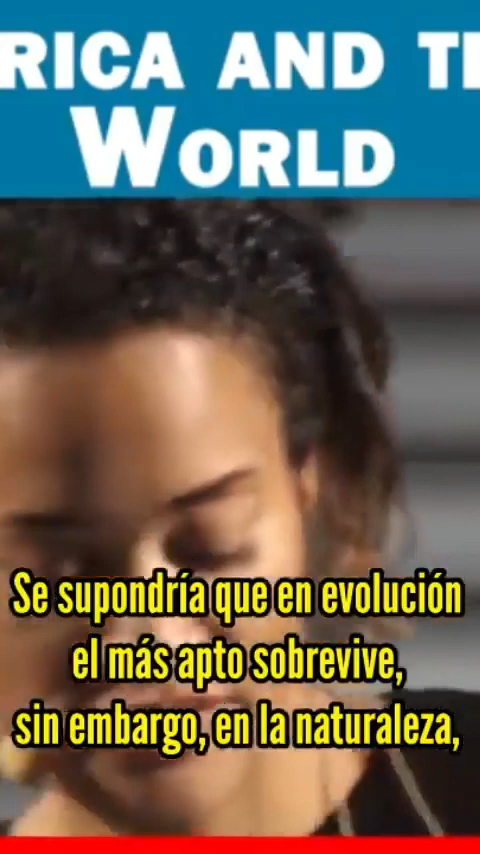 RICA AND T
WORLD
Se supondría que en evolución
el más apto sobrevive,
sin embargo, en la naturaleza,